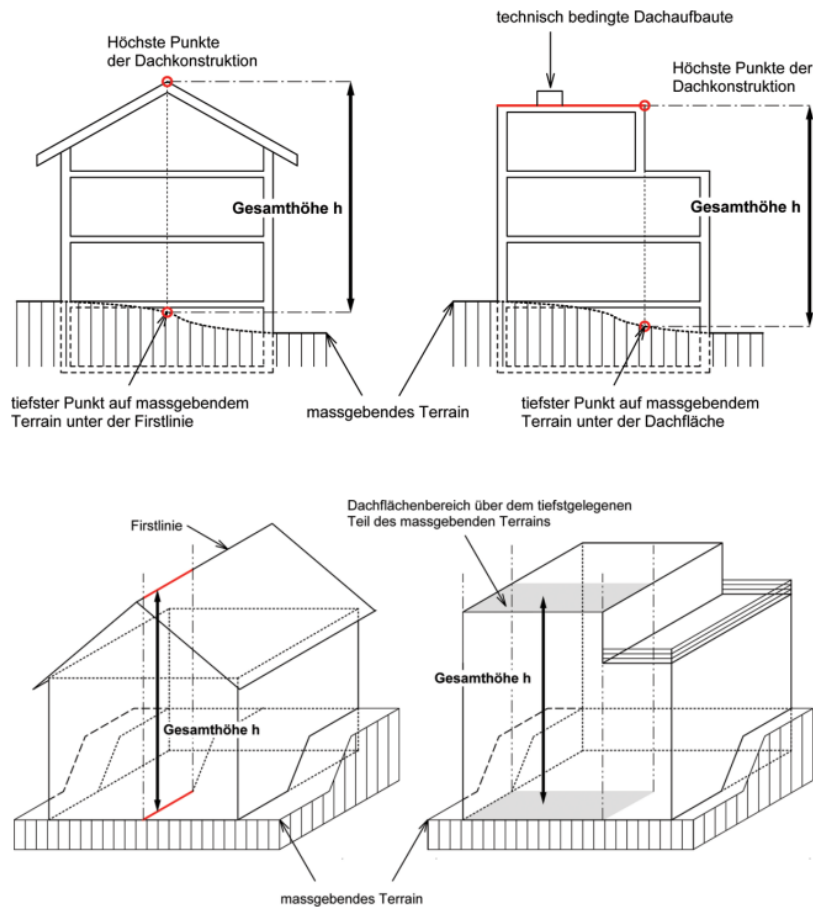 technisch bedingte Dachaufbaute
Höchste Punkte
der Dachkonstruktion
Höchste Punkte der
Dachkonstruktion
Gesamthöhe h
Gesamthöhe h
tiefster Punkt auf massgebendem
Terrain unter der Firstlinie
massgebendes Terrain
tiefster Punkt auf massgebendem
Terrain unter der Dachfläche
Dachflächenbereich über dem tiefstgelegenen
Teil des massgebenden Terrains
Firstlinie
Gesamthöhe h
Gesamthöhe h
massgebendes Terrain